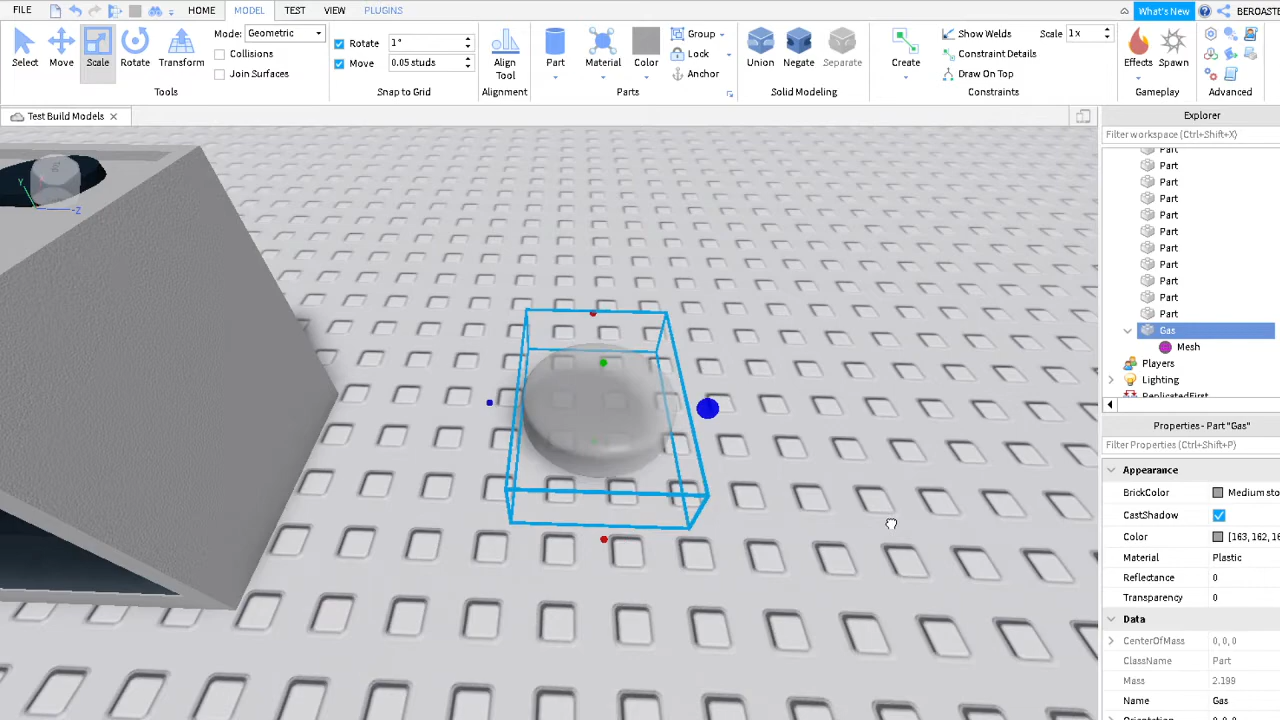 FILE HOME MODEL TEST VIEW PLUGINS What's New BEROASTE
Select Move Scale Rotate Transform
Mode: Geometric
Collisions
Join Surfaces
Tools
Rotate 1°
Move 0.05 studs
Snap to Grid
Align Tool
Alignment
Part Material Color
Group
Lock
Anchor
Parts
Union Negate Separate
Solid Modeling
Create
Show Welds Scale 1x
Constraint Details
Draw On Top
Constraints
Effects Spawn
Gameplay
Advanced
Test Build Models
Y
-Z
Explorer
Filter workspace (Ctrl+Shift+X)
Part
Part
Part
Part
Part
Part
Part
Part
Part
Part
Part
Gas
Mesh
Players
Lighting
ReplicatedFirst
Properties - Part "Gas"
Filter Properties (Ctrl+Shift+P)
Appearance
BrickColor Medium sto
CastShadow
Color [163, 162, 16
Material Plastic
Reflectance 0
Transparency 0
Data
CenterOfMass 0, 0, 0
ClassName Part
Mass 2.199
Name Gas